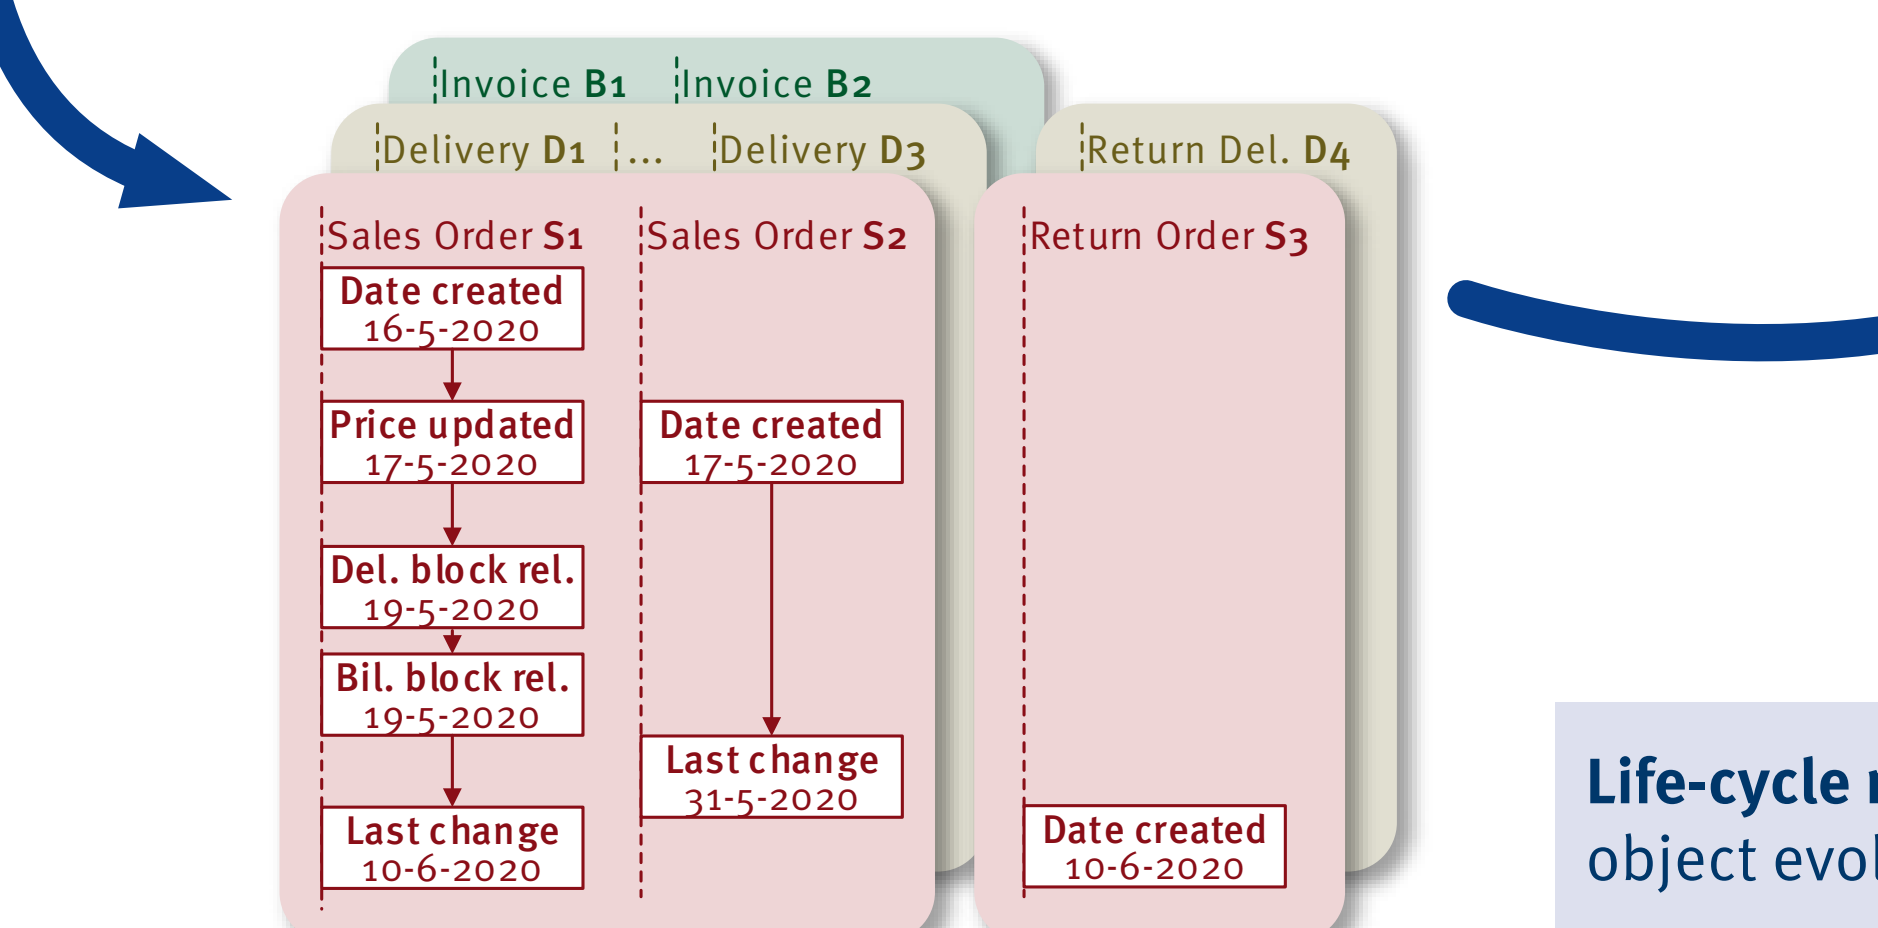 Invoice B1 Invoice B2
Delivery D1 ... Delivery D3 Return Del. D4
Sales Order S1 Sales Order S2 Return Order S3
Date created
16-5-2020
Price updated Date created
17-5-2020 17-5-2020
Del. block rel.
19-5-2020
Bil. block rel.
19-5-2020
Last change
31-5-2020
Last change Date created
10-6-2020 10-6-2020
Life-cycle
object